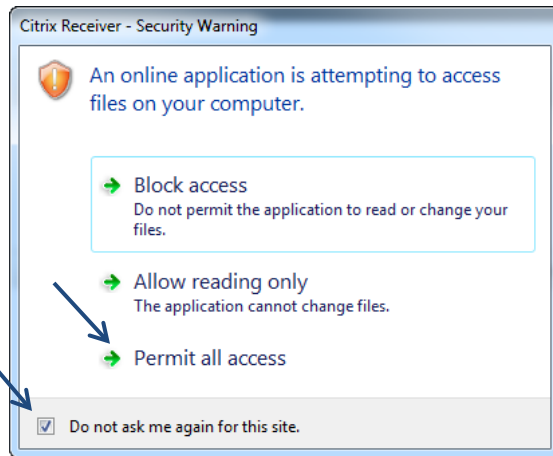 Citrix Receiver - Security Warning
An online application is attempting to access
files on your computer.
Block access
Do not permit the application to read or change your
files.
Allow reading only
The application cannot change files.
Permit all access
Do not ask me again for this site.